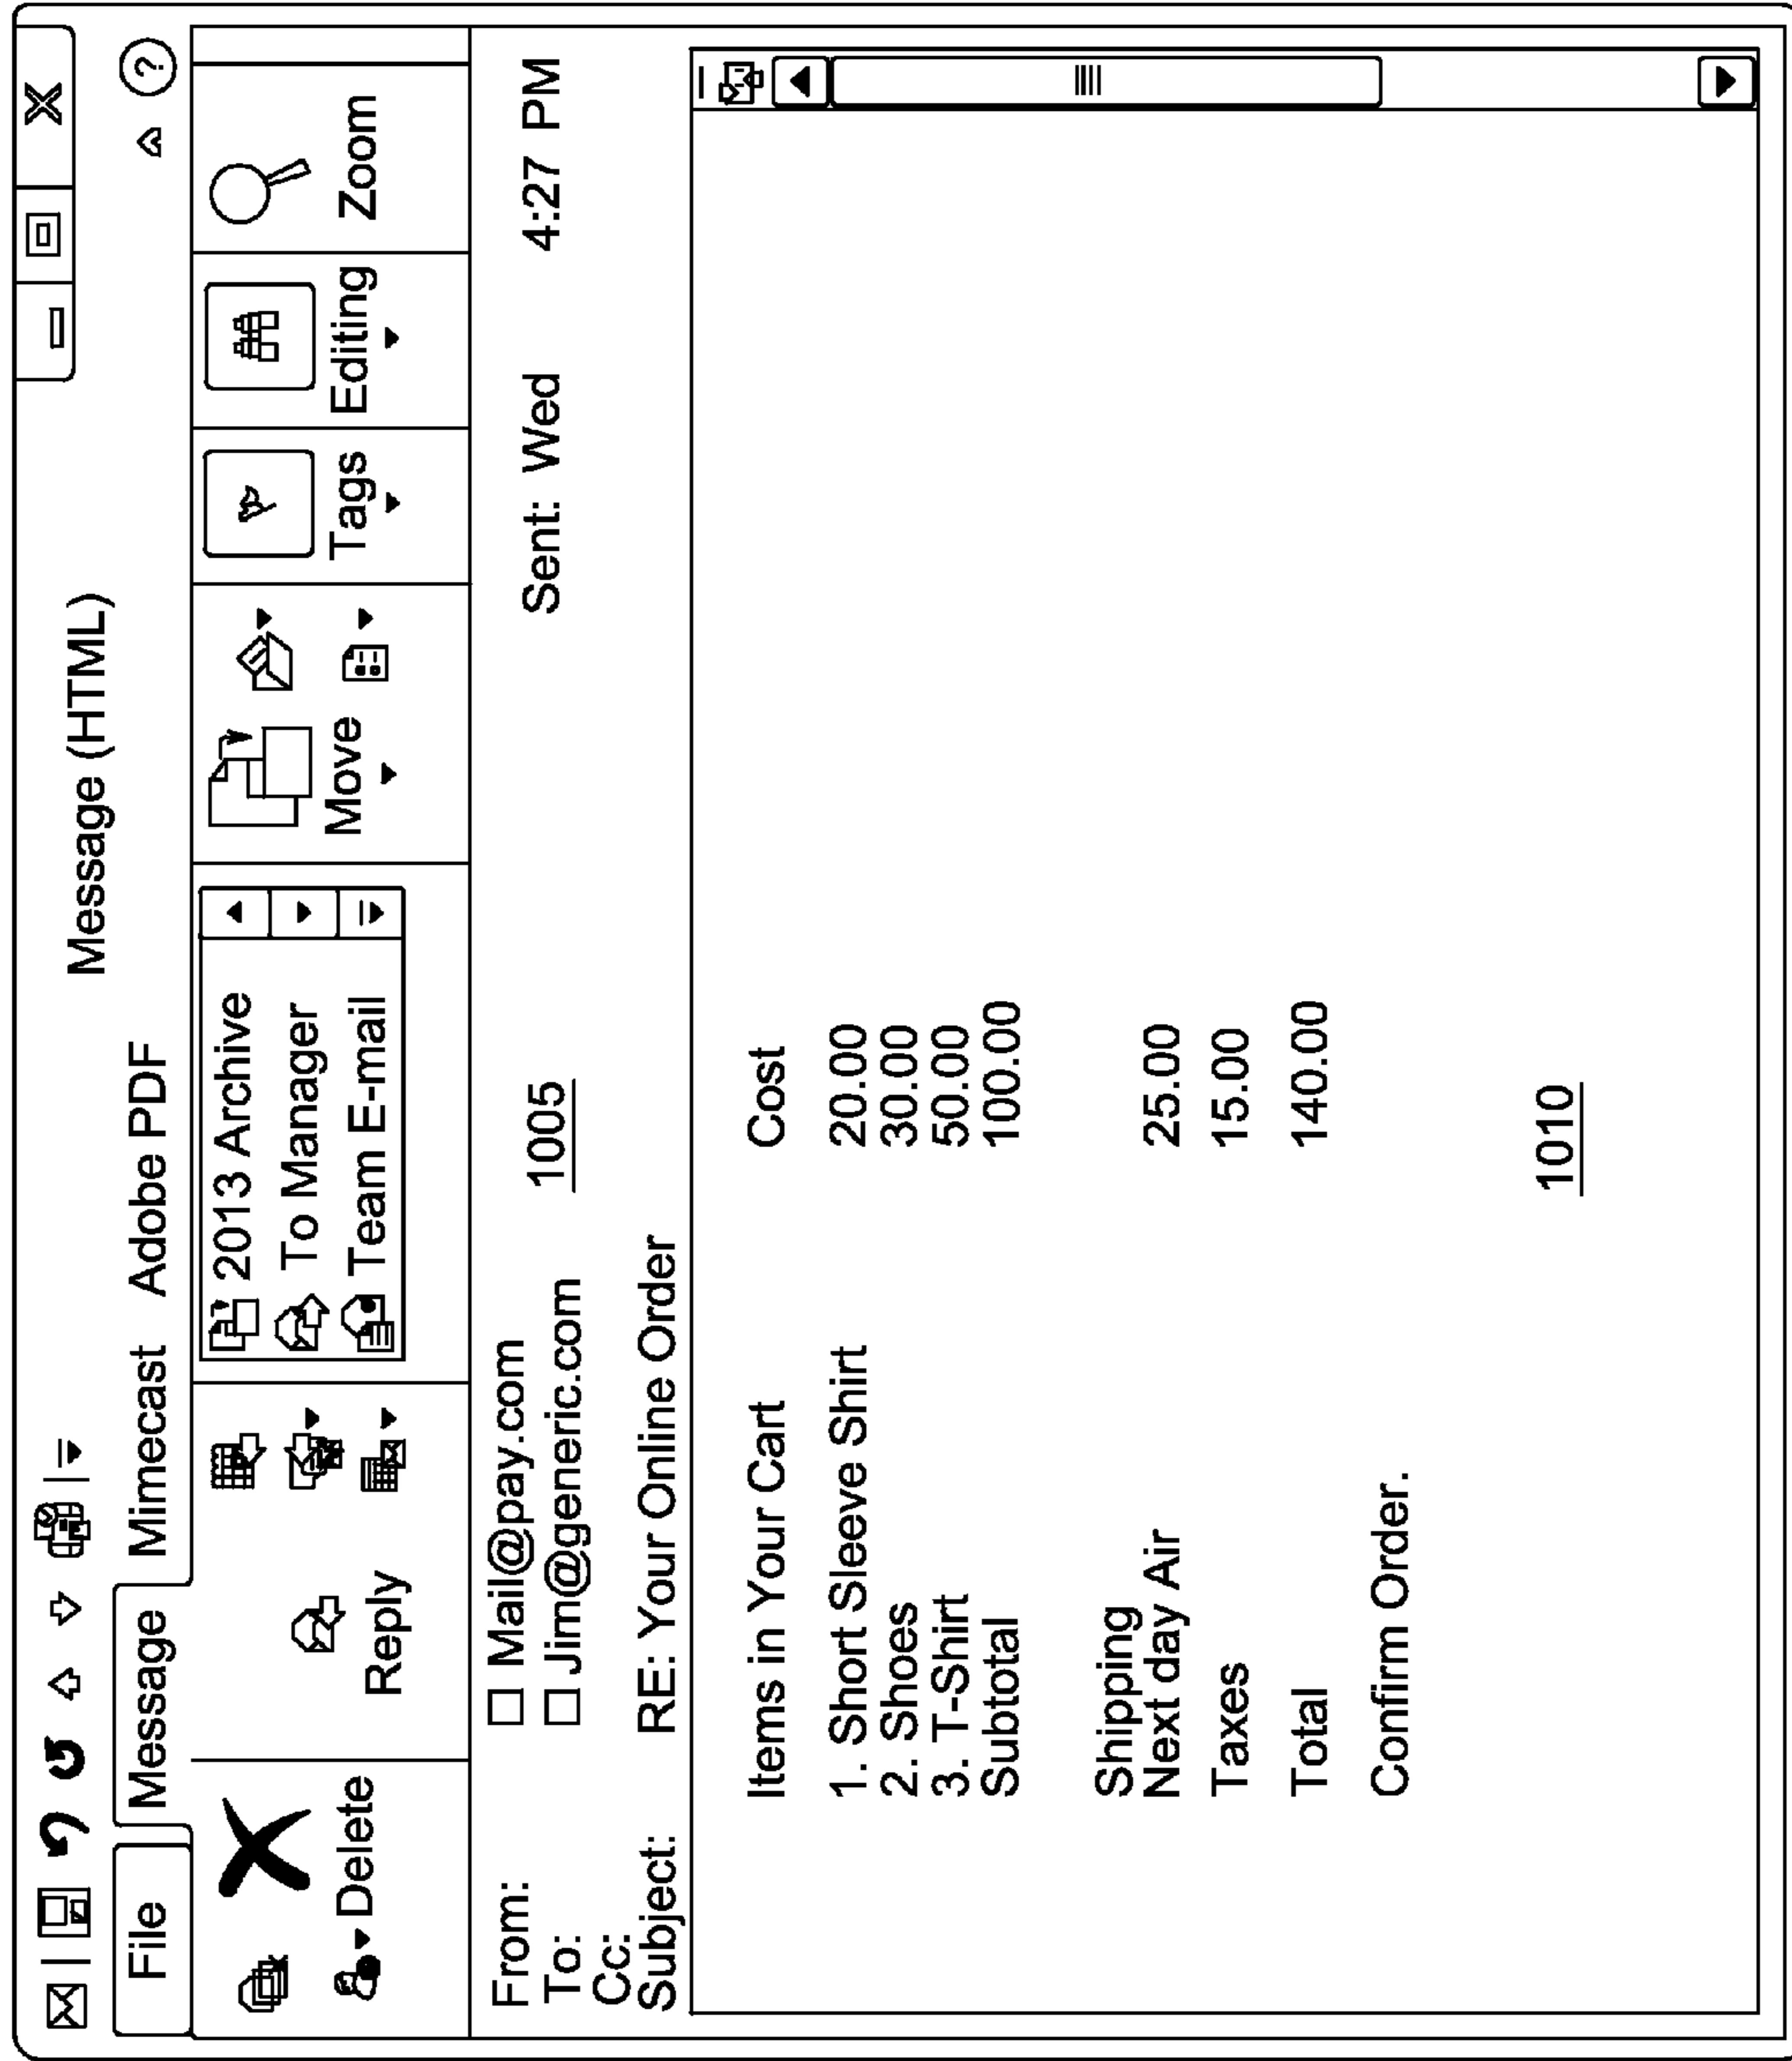 Message (HTML)
File Message Mimecast Adobe PDF
Delete
Reply
2013 Archive
To Manager
Team E-mail
Move
Tags
Editing
Zoom
From: Mail@pay.com
To: Jim@generic.com
Cc:
Subject: RE: Your Online Order
1005
Sent: Wed 4:27 PM
Items in Your Cart Cost
1. Short Sleeve Shirt 20.00
2. Shoes 30.00
3. T-Shirt 50.00
Subtotal 100.00
Shipping
Next day Air 25.00
Taxes 15.00
Total 140.00
Confirm Order.
1010